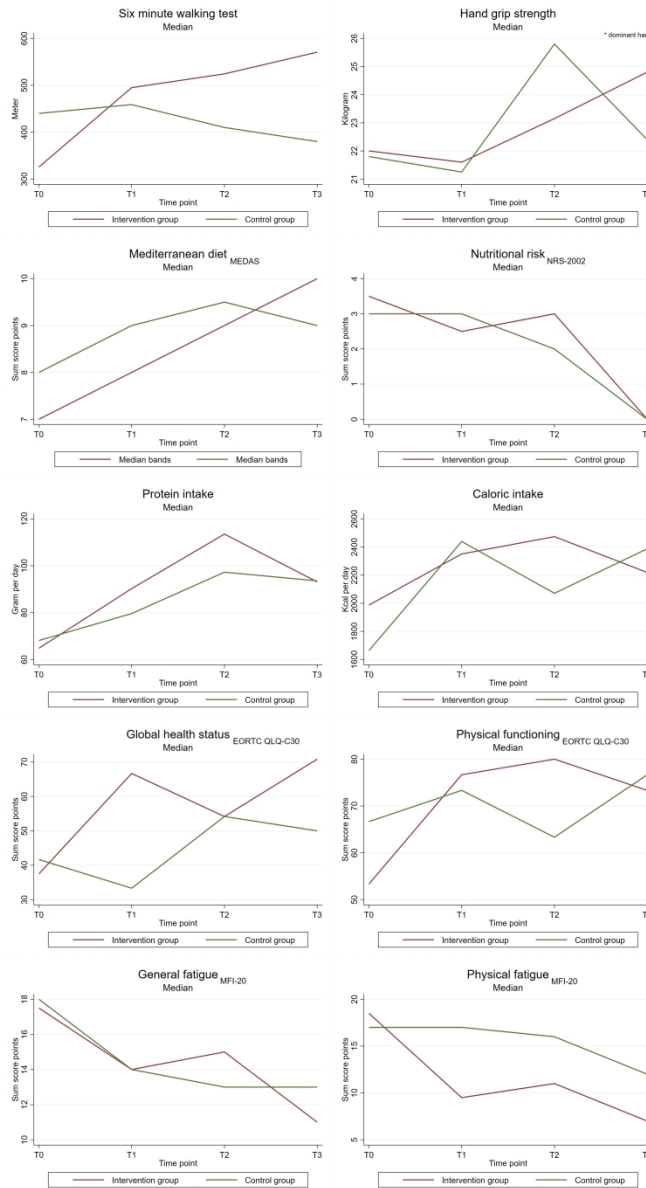 Six minute walking test
Median
600
500
400
300
Meter
T0 T1 T2 T3
Time point
Intervention group Control group
Hand grip strength
Median
* dominant han
26
25
24
23
22
21
Kilogram
T0 T1 T2 T
Time point
Intervention group Control group
Mediterranean diet MEDAS
Median
10
9
8
7
Sum score points
T0 T1 T2 T3
Time point
Median bands Median bands
Nutritional risk NRS-2002
Median
4
3
2
1
0
Sum score points
T0 T1 T2 T
Time point
Intervention group Control group
Protein intake
Median
120
100
80
60
Gram per day
T0 T1 T2 T3
Time point
Intervention group Control group
Caloric intake
Median
2600
2400
2200
2000
1800
1600
Kcal per day
T0 T1 T2 T
Time point
Intervention group Control group
Global health status EORTC QLQ-C30
Median
70
60
50
40
30
Sum score points
T0 T1 T2 T3
Time point
Intervention group Control group
Physical functioning EORTC QLQ-C30
Median
80
70
60
50
Sum score points
T0 T1 T2 T
Time point
Intervention group Control group
General fatigue MFI-20
Median
18
16
14
12
10
Sum score points
T0 T1 T2 T3
Time point
Intervention group Control group
Physical fatigue MFI-20
Median
20
15
10
5
Sum score points
T0 T1 T2 T
Time point
Intervention group Control group